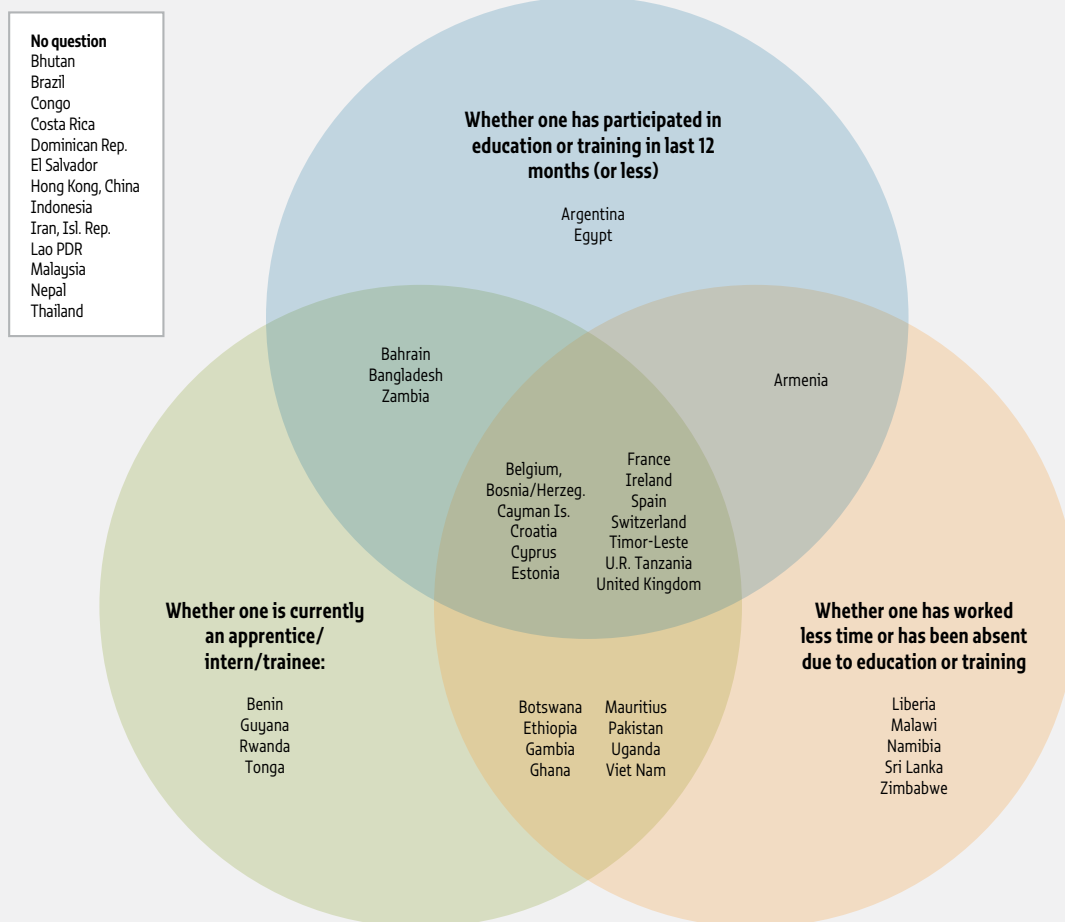 No question
Bhutan
Brazil
Congo
Costa Rica
Dominican Rep.
El Salvador
Hong Kong, China
Indonesia
Iran, Isl. Rep.
Lao PDR
Malaysia
Nepal
Thailand
Whether one has participated in
education or training in last 12
months (or less)
Argentina
Egypt
Bahrain
Bangladesh
Zambia
Armenia
Belgium,
Bosnia/Herzeg.
Cayman Is.
Croatia
Cyprus
Estonia
France
Ireland
Spain
Switzerland
Timor-Leste
U.R. Tanzania
United Kingdom
Whether one is currently
an apprentice/
intern/trainee:
Benin
Guyana
Rwanda
Tonga
Botswana
Ethiopia
Gambia
Ghana
Mauritius
Pakistan
Uganda
Viet Nam
Whether one has worked
less time or has been absent
due to education or training
Liberia
Malawi
Namibia
Sri Lanka
Zimbabwe